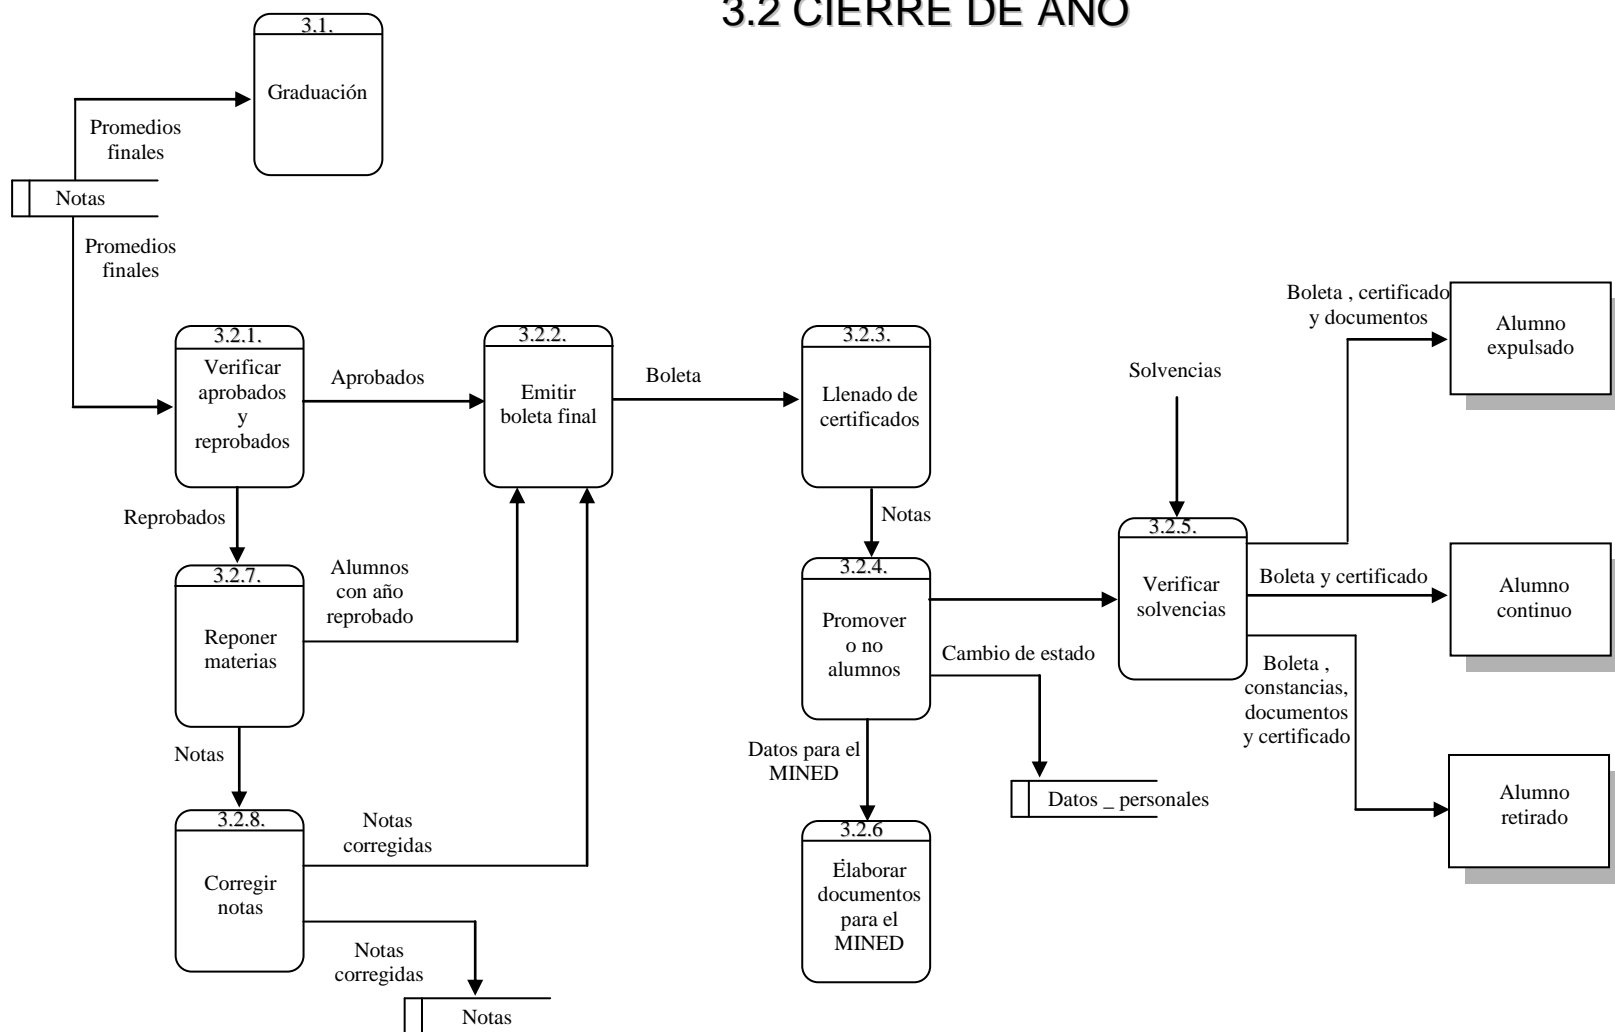 3.2 CIERRE DE AÑO
3.1.
Graduación
Promedios
finales
Notas
Promedios
finales
3.2.1.
Verificar
aprobados
y
reprobados
Aprobados
3.2.2.
Emitir
boleta final
Boleta
3.2.3.
Llenado de
certificados
Solvencias
Boleta , certificado
y documentos
Alumno
expulsado
Reprobados
Notas
3.2.7.
Reponer
materias
Alumnos
con año
reprobado
3.2.4.
Promover
o no
alumnos
3.2.5.
Verificar
solvencias
Boleta y certificado
Alumno
continuo
Cambio de estado
Boleta ,
constancias,
documentos
y certificado
Notas
Datos para el
MINED
Datos _ personales
Alumno
retirado
3.2.8.
Corregir
notas
Notas
corregidas
3.2.6
Elaborar
documentos
para el
MINED
Notas
corregidas
Notas